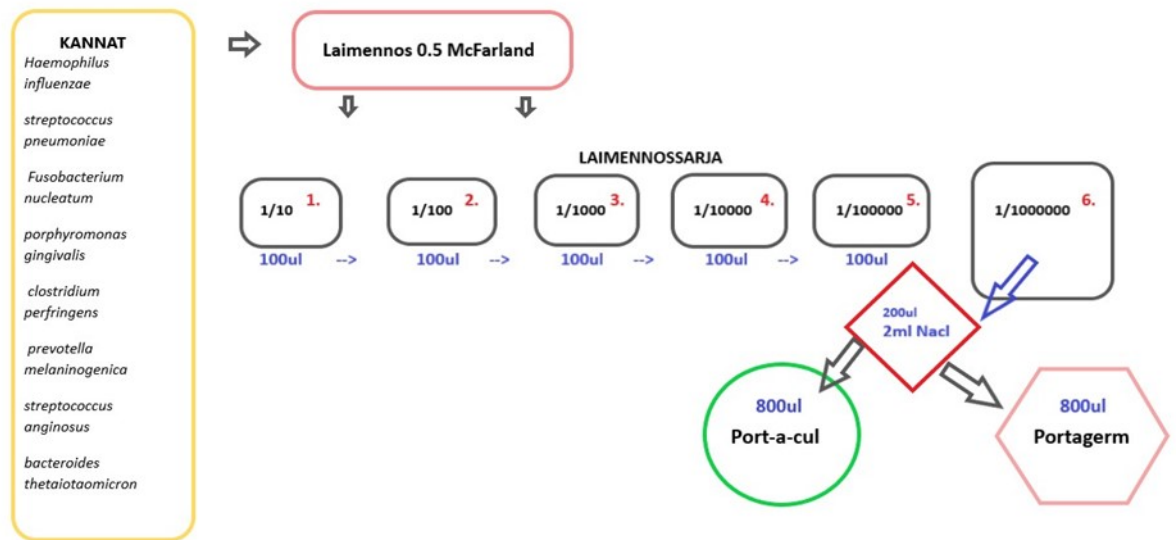 KANNAT
Haemophilus
influenzae
streptococcus
pneumoniae
Fusobacterium
nucleatum
porphyromonas
gingivalis
clostridium
perfringens
prevotella
melaninogenica
streptococcus
anginosus
bacteroides
thetaiotaomicron
Laimennos 0.5 McFarland
LAIMENNOSSARJA
1/10 1.
1/100 2.
1/1000 3.
1/10000 4.
1/100000 5.
1/1000000 6.
100ul -->
100ul -->
100ul -->
100ul -->
100ul
200ul
2ml Nacl
800ul
Port-a-cul
800ul
Portagerm